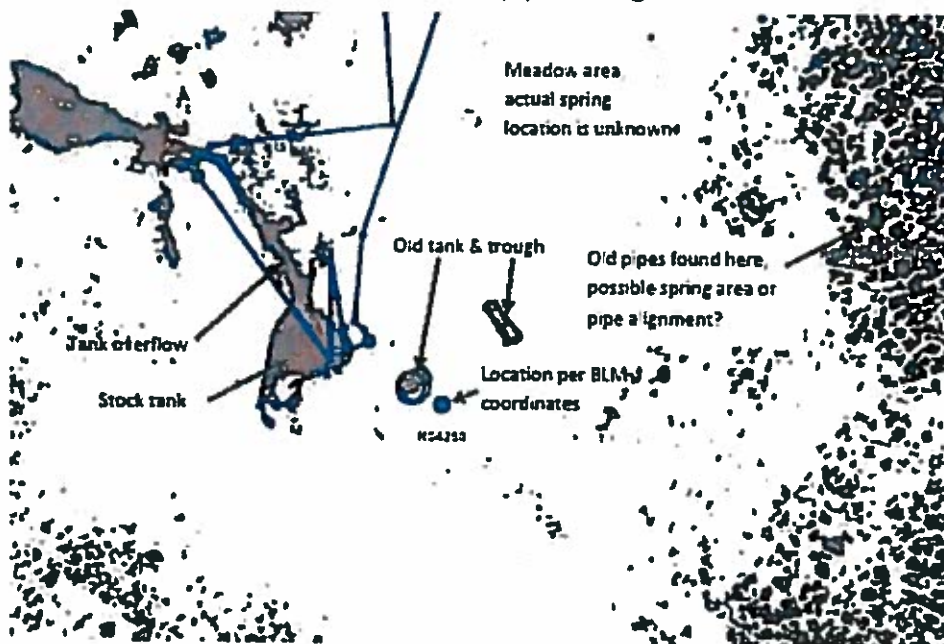 Meadow area
actual spring
location is unknown
Old tank & trough
Old pipes found here,
possible spring area or
pipe alignment?
Tank overflow
Stock tank
Location per BLM
coordinates